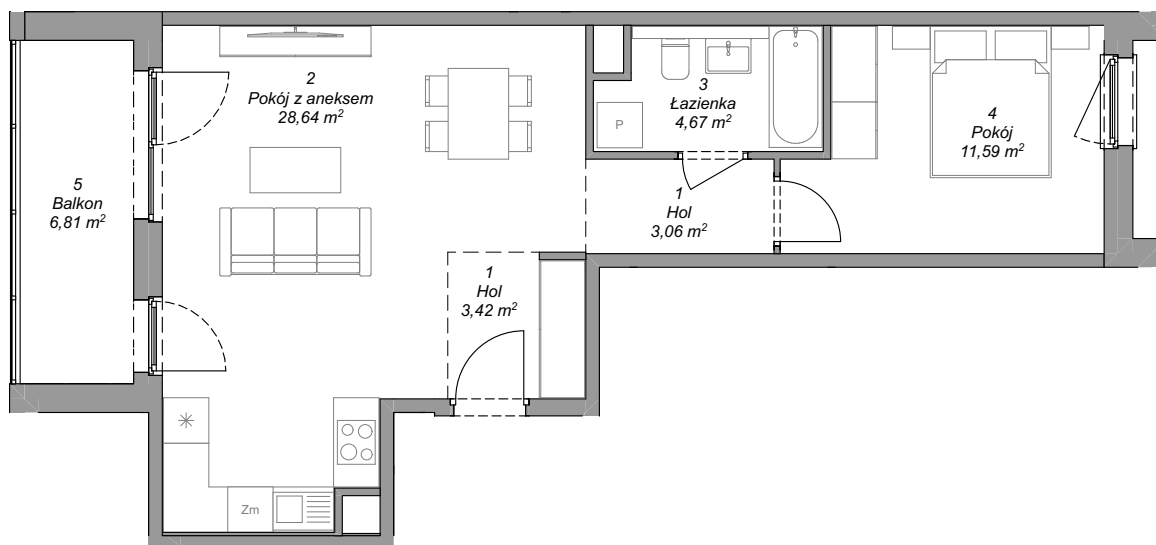 2
Pokój z aneksem
28,64 m²
3
Łazienka
4,67 m²
P
4
Pokój
11,59 m²
5
Balkon
6,81 m²
1
Hol
3,06 m²
1
Hol
3,42 m²
Zm